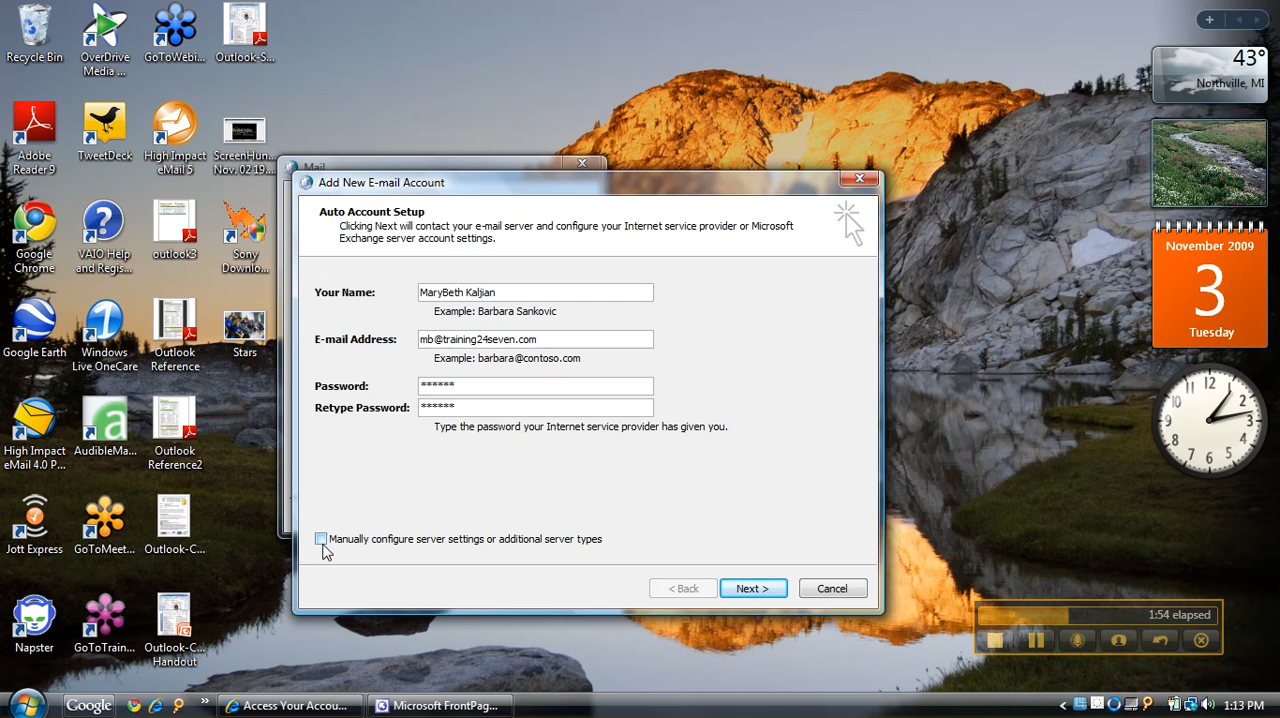 Recycle Bin
OverDrive
Media ...
GoToWebi...
Outlook-S...
Adobe
Reader 9
TweetDeck
High Impact
eMail 5
ScreenHun...
Nov. 02 19...
Google
Chrome
VAIO Help
and Regis...
outlook3
Sony
Downlo...
Google Earth
Windows
Live OneCare
Outlook
Reference
Stars
High Impact
eMail 4.0 P...
AudibleMa...
Outlook
Reference2
Jott Express
GoToMeet...
Outlook-C...
Napster
GoToTrain...
Outlook-C...
Handout
Mail
Add New E-mail Account
Auto Account Setup
Clicking Next will contact your e-mail server and configure your Internet service provider or Microsoft
Exchange server account settings.
Your Name:
MaryBeth Kaljian
Example: Barbara Sankovic
E-mail Address:
mb@training24seven.com
Example: barbara@contoso.com
Password:
******
Retype Password:
******
Type the password your Internet service provider has given you.
Manually configure server settings or additional server types
< Back
Next >
Cancel
43°
Northville, MI
November 2009
3
Tuesday
12
1
2
3
4
5
6
7
8
9
10
11
1:54 elapsed
Google
»
Access Your Accou...
Microsoft FrontPag...
1:13 PM